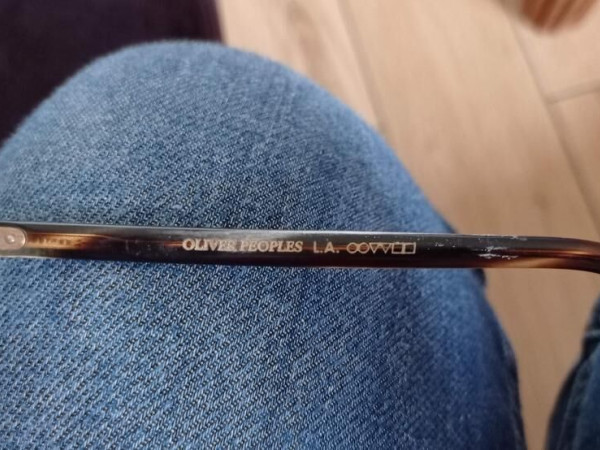 OLIVER PEOPLES L.A. ○○▽▽□□